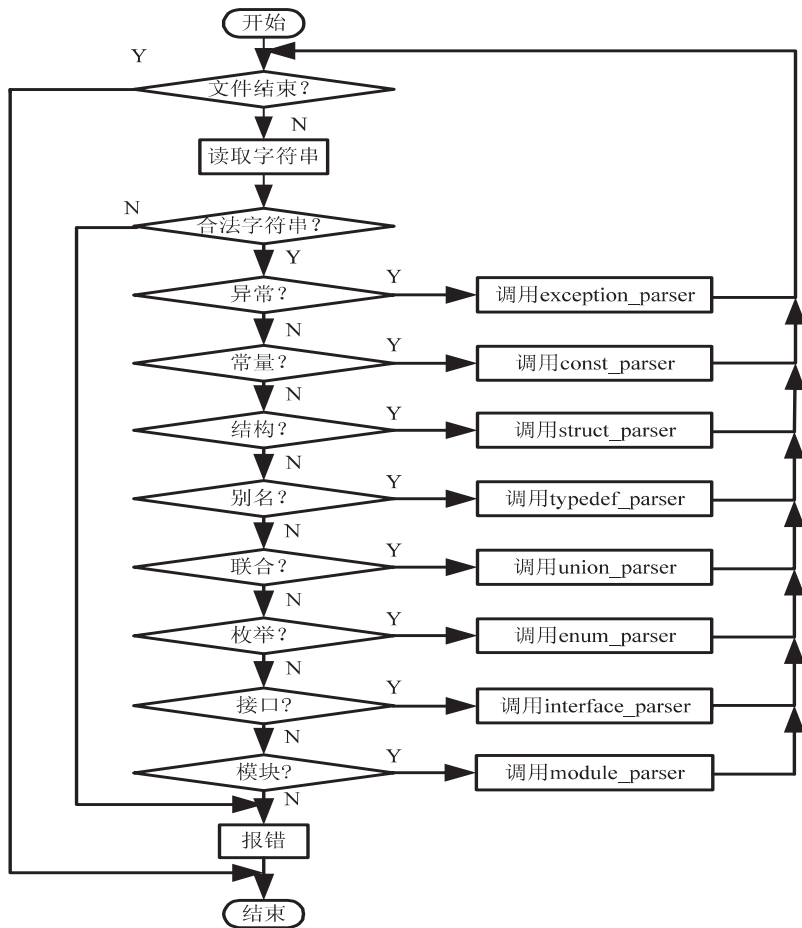 开始
Y
文件结束?
N
读取字符串
N
合法字符串?
Y
异常?
Y
调用exception_parser
N
常量?
Y
调用const_parser
N
结构?
Y
调用struct_parser
N
别名?
Y
调用typedef_parser
N
联合?
Y
调用union_parser
N
枚举?
Y
调用enum_parser
N
接口?
Y
调用interface_parser
N
模块?
Y
调用module_parser
N
报错
结束